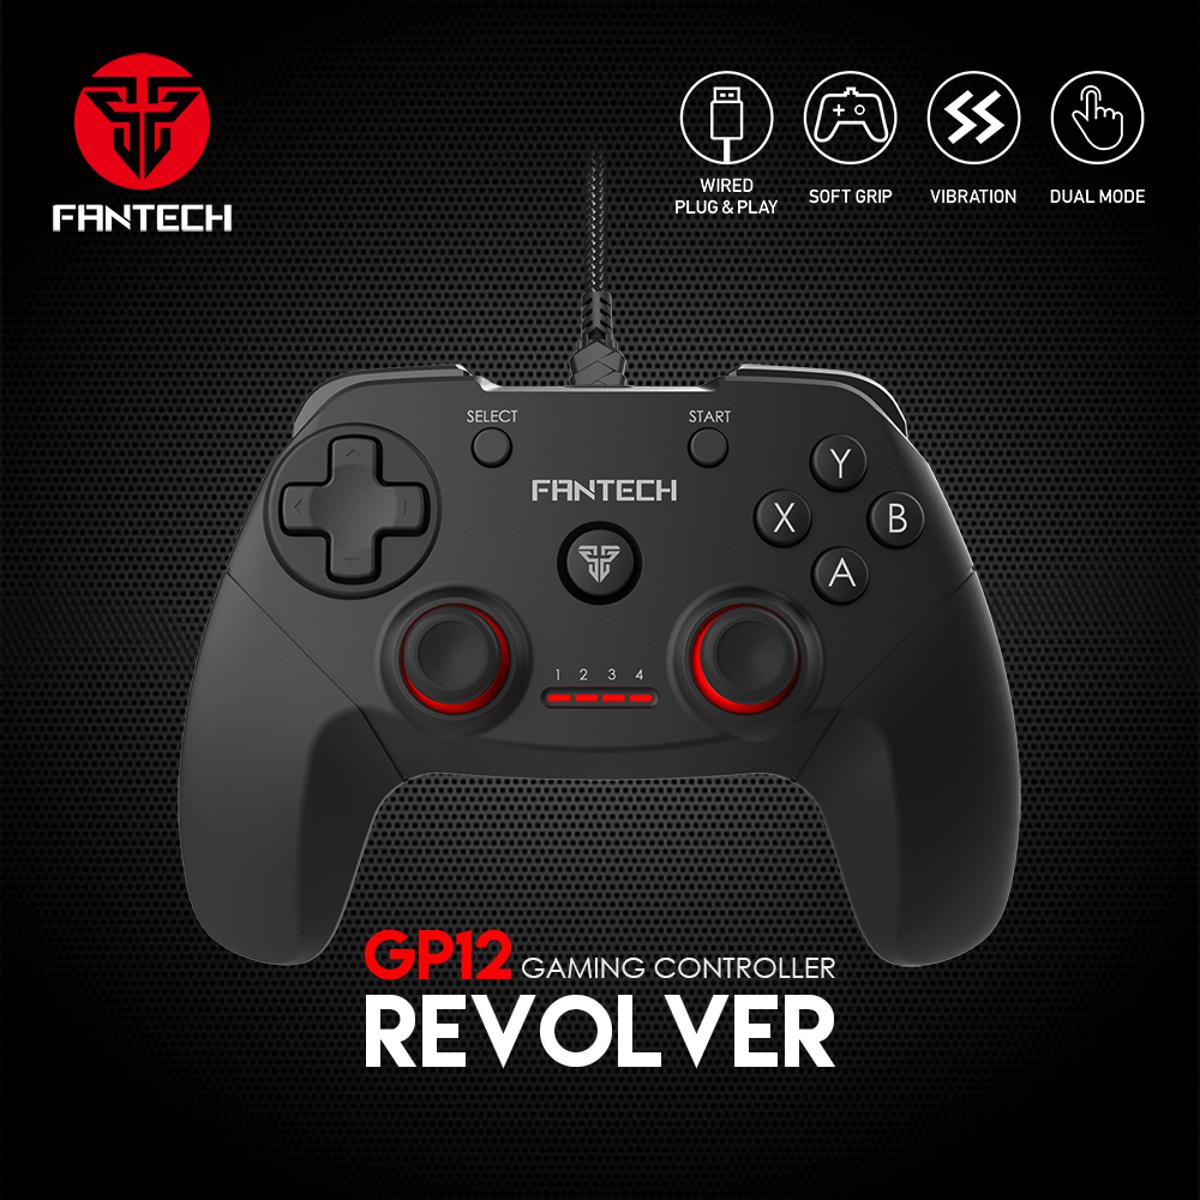 FANTECH
WIRED
PLUG & PLAY
SOFT GRIP
VIBRATION
DUAL MODE
SELECT
START
FANTECH
Y
X
B
A
1 2 3 4
GP12 GAMING CONTROLLER
REVOLVER